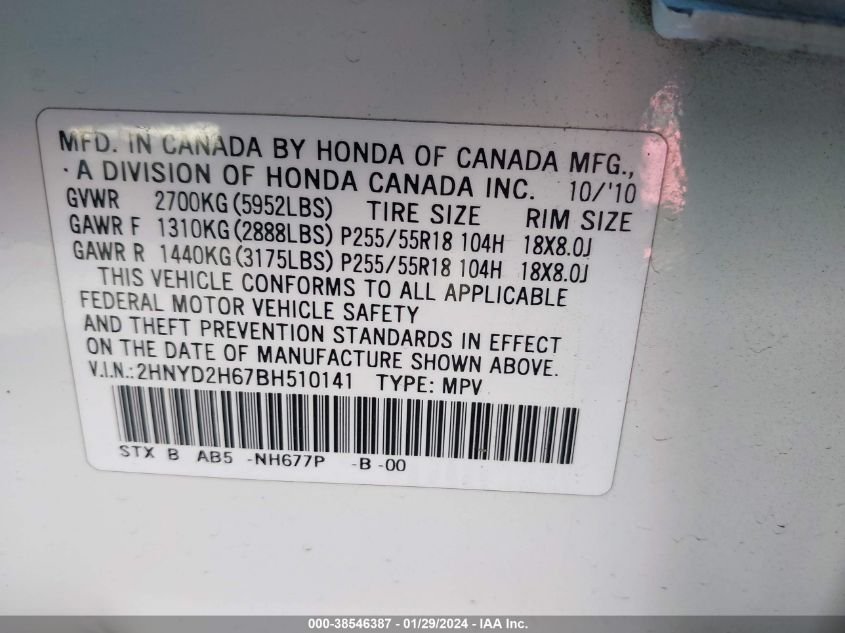 MFD. IN CANADA BY HONDA OF CANADA MFG.,
· A DIVISION OF HONDA CANADA INC. 10/'10
GVWR 2700KG (5952LBS) TIRE SIZE RIM SIZE
GAWR F 1310KG (2888LBS) P255/55R18 104H 18X8.0J
GAWR R 1440KG (3175LBS) P255/55R18 104H 18X8.0J
THIS VEHICLE CONFORMS TO ALL APPLICABLE
FEDERAL MOTOR VEHICLE SAFETY
AND THEFT PREVENTION STANDARDS IN EFFECT
ON THE DATE OF MANUFACTURE SHOWN ABOVE.
V.I.N.:2HNYD2H67BH510141 TYPE: MPV
STX B AB5 -NH677P -B -00
000-38546387 - 01/29/2024 - IAA Inc.